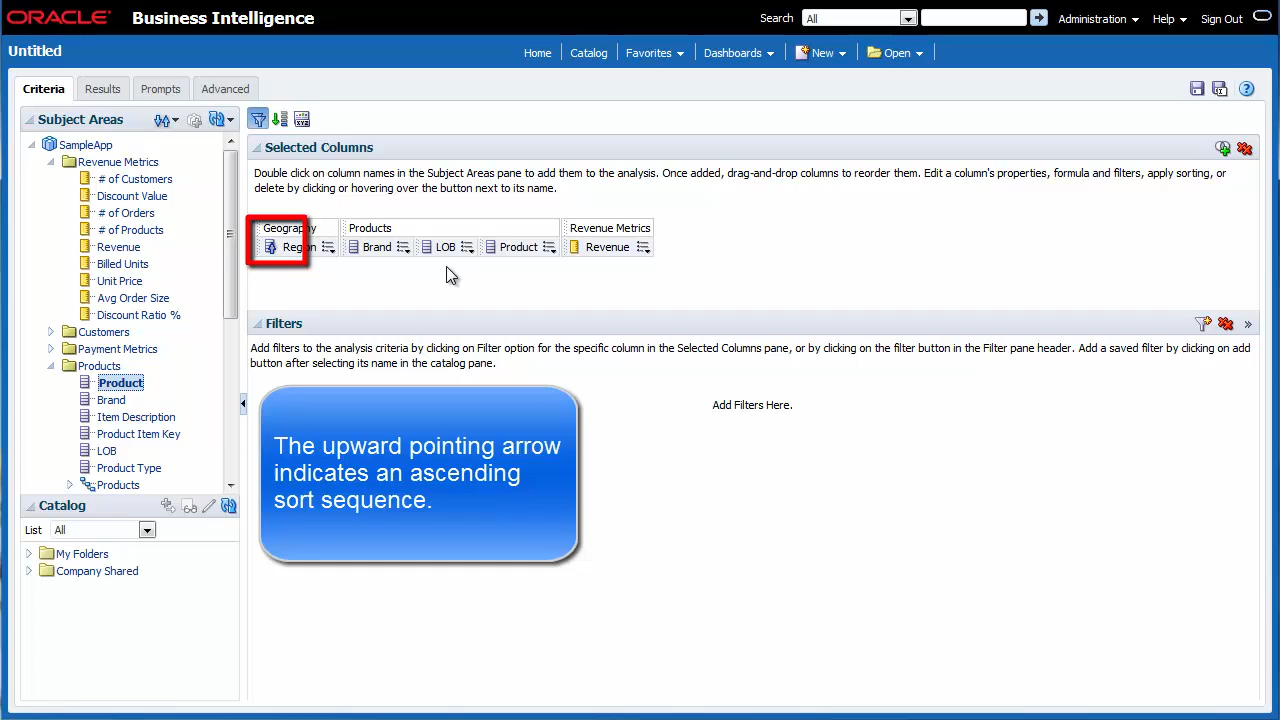 ORACLE Business Intelligence
Search All Administration Help Sign Out
Untitled
Home Catalog Favorites Dashboards New Open
Criteria Results Prompts Advanced
Subject Areas
SampleApp
Revenue Metrics
# of Customers
Discount Value
# of Orders
# of Products
Revenue
Billed Units
Unit Price
Avg Order Size
Discount Ratio %
Customers
Payment Metrics
Products
Product
Brand
Item Description
Product Item Key
LOB
Product Type
Products
Catalog
List All
My Folders
Company Shared
Selected Columns
Double click on column names in the Subject Areas pane to add them to the analysis. Once added, drag-and-drop columns to reorder them. Edit a column's properties, formula and filters, apply sorting, or
delete by clicking or hovering over the button next to its name.
Geography Products Revenue Metrics
Region Brand LOB Product Revenue
Filters
Add filters to the analysis criteria by clicking on Filter option for the specific column in the Selected Columns pane, or by clicking on the filter button in the Filter pane header. Add a saved filter by clicking on add
button after selecting its name in the catalog pane.
Add Filters Here.
The upward pointing arrow
indicates an ascending
sort sequence.